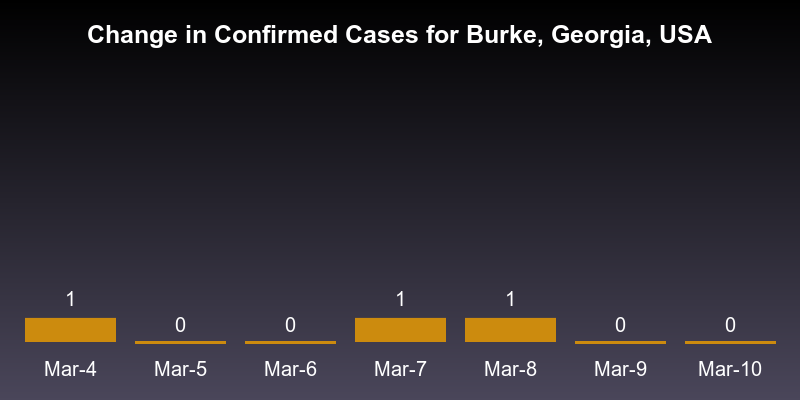 Change in Confirmed Cases for Burke, Georgia, USA
1 0 0 1 1 0 0
Mar-4 Mar-5 Mar-6 Mar-7 Mar-8 Mar-9 Mar-10